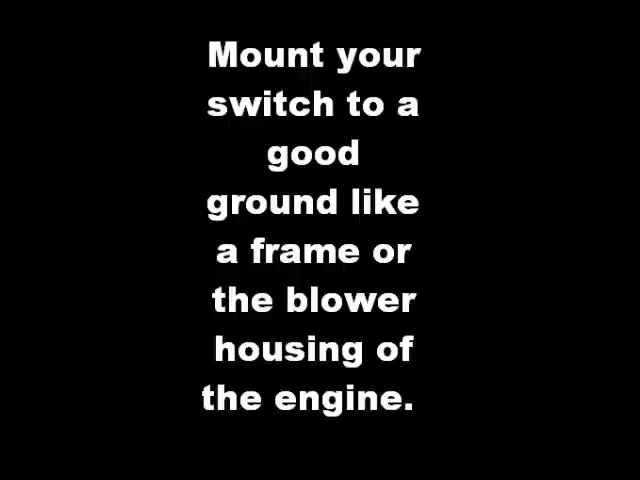 Mount your
switch to a
good
ground like
a frame or
the blower
housing of
the engine.